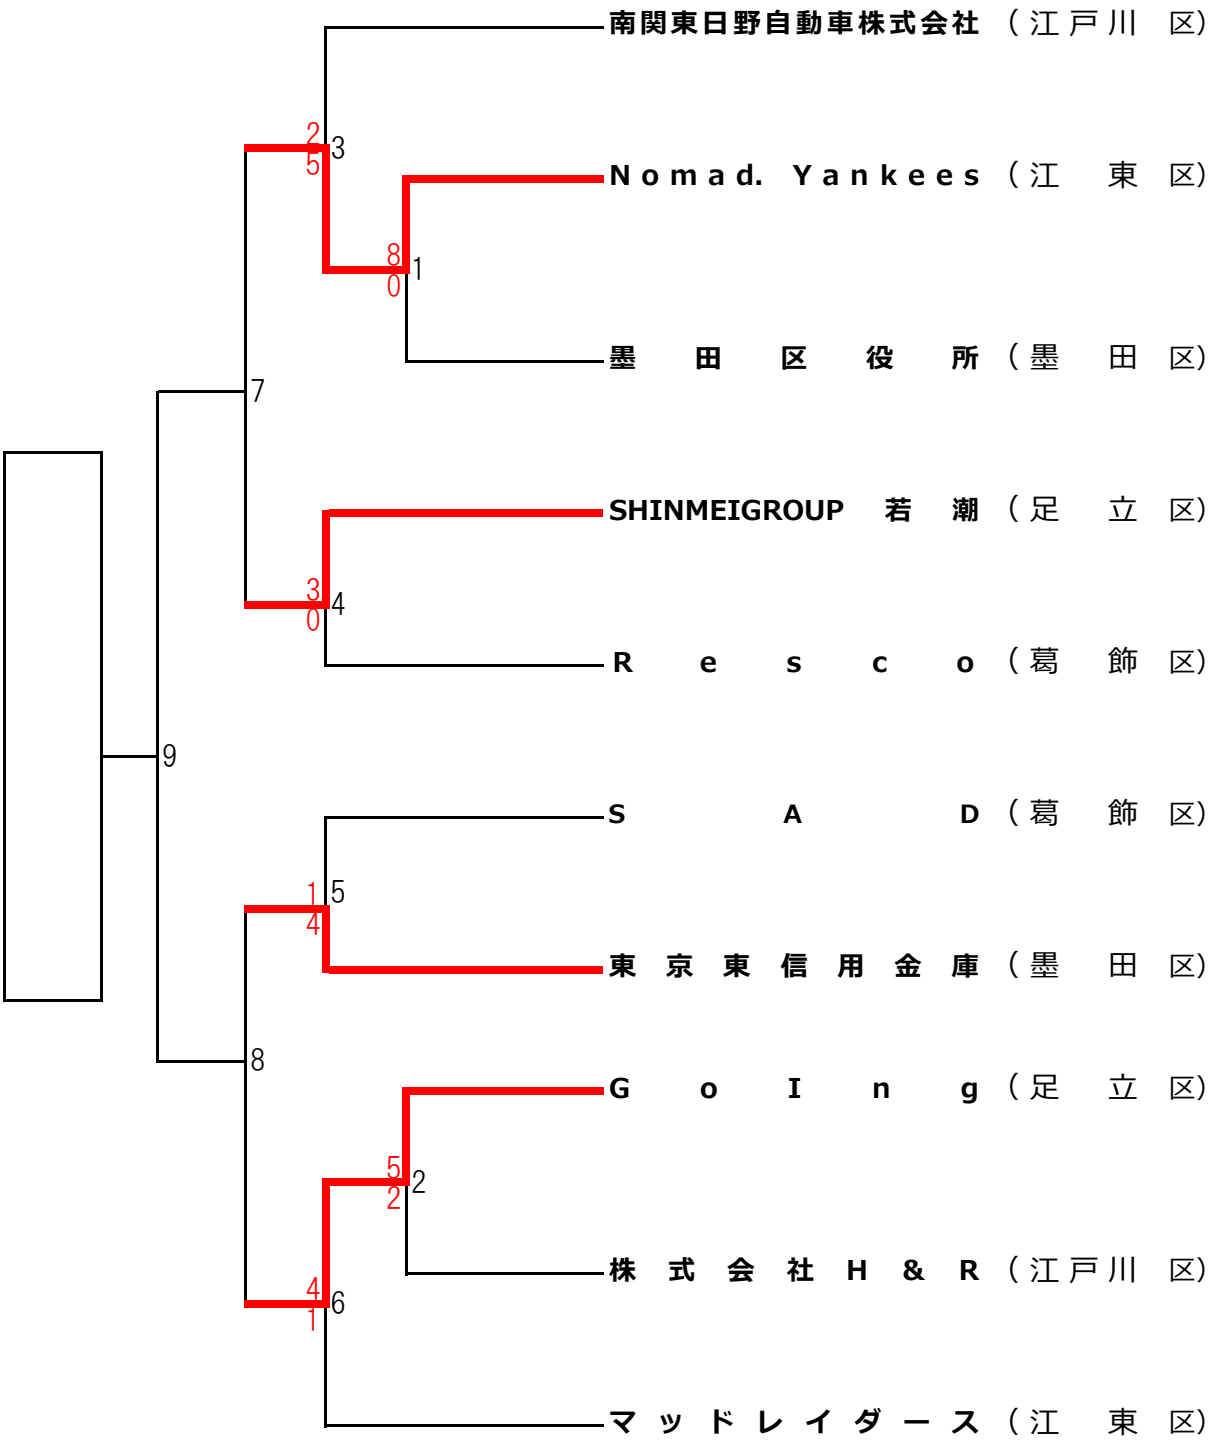 南関東日野自動車株式会社 (江戸川 区)
2
3
5
Nomad. Yankees (江 東 区)
8
1
0
墨田区役所 (墨 田 区)
7
SHINMEIGROUP 若潮 (足 立 区)
3
4
0
Resco (葛 飾 区)
9
SAD (葛 飾 区)
1
5
4
東京東信用金庫 (墨 田 区)
8
GoIng (足 立 区)
5
2
2
株式会社H&R (江戸川 区)
4
6
1
マッドレイダース (江 東 区)